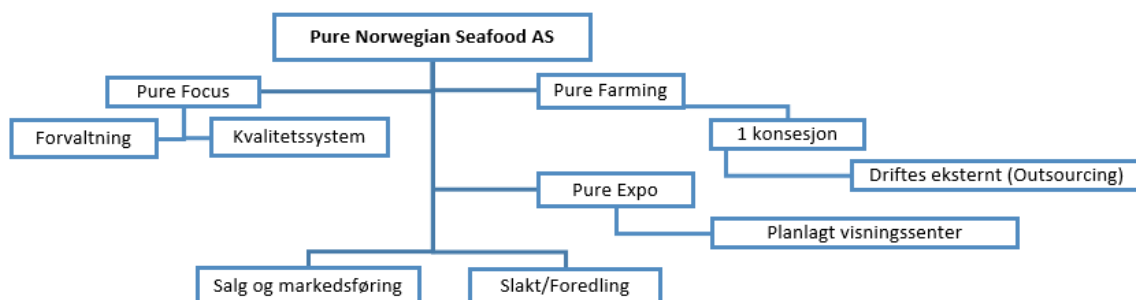 Pure Norwegian Seafood AS
Pure Focus
Pure Farming
Forvaltning
Kvalitetssystem
1 konsesjon
Driftes eksternt (Outsourcing)
Pure Expo
Planlagt visningssenter
Salg og markedsføring
Slakt/Foredling